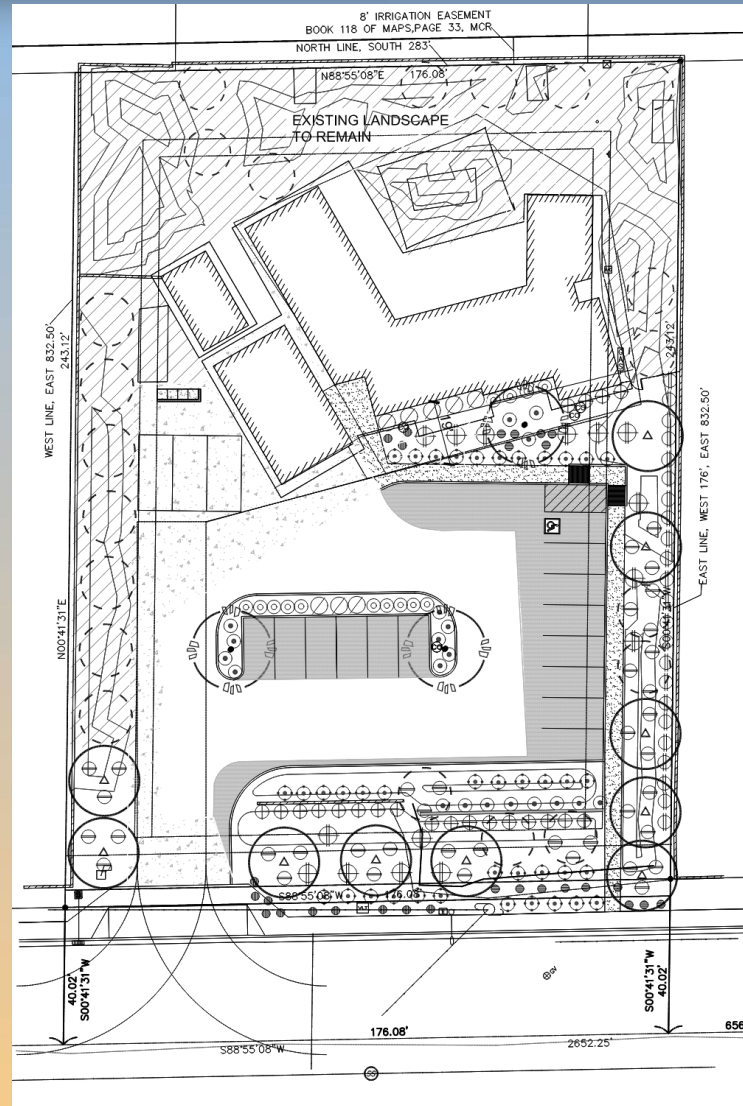 8' IRRIGATION EASEMENT
BOOK 118 OF MAPS,PAGE 33, MCR
NORTH LINE, SOUTH 283'
N88°55'08"E 176.08'
EXISTING LANDSCAPE
TO REMAIN
WEST LINE, EAST 832.50'
243.12'
N00°41'31"E
243.12'
EAST LINE, WEST 176', EAST 832.50'
S88°55'08"W 176.08'
40.02'
S00°41'31"W
S00°41'31"W
40.02'
GV
176.08'
656
S88°55'08"W
2652.25'
SS